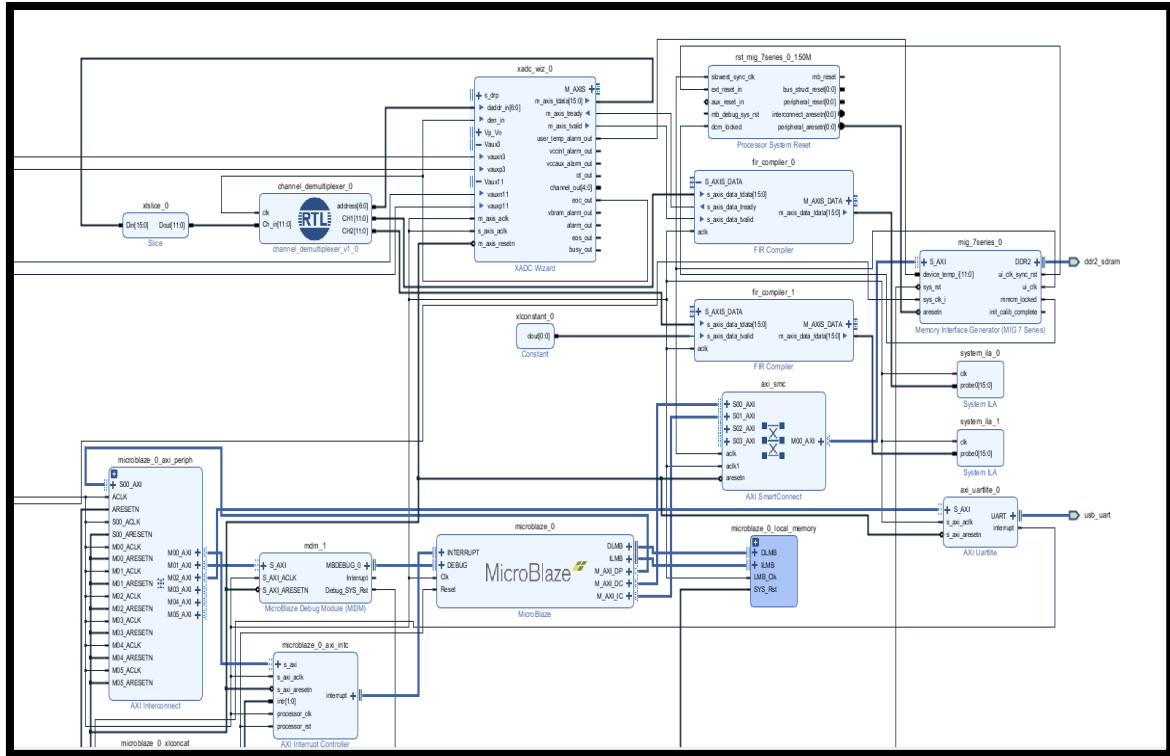 rst_mig_7series_0_150M
slowest_sync_clk
ext_reset_in
aux_reset_in
mb_debug_sys_rst
dcm_locked
mb_reset
bus_struct_reset[0:0]
peripheral_reset[0:0]
interconnect_aresetn[0:0]
peripheral_aresetn[0:0]
Processor System Reset
xadc_wiz_0
s_drp
daddr_in[6:0]
den_in
Vp_Vn
Vaux3
vauxn3
vauxp3
Vaux11
vauxn11
vauxp11
m_axis_aclk
s_axis_aclk
m_axis_resetn
M_AXIS
m_axis_tdata[15:0]
m_axis_tready
m_axis_tvalid
user_temp_alarm_out
vccint_alarm_out
vccaux_alarm_out
ot_out
channel_out[4:0]
eoc_out
vbram_alarm_out
alarm_out
eos_out
busy_out
XADC Wizard
xlslice_0
Din[15:0]
Dout[11:0]
Slice
channel_demultiplexer_0
clk
Ch_in[11:0]
RTL
address[6:0]
CH1[11:0]
CH2[11:0]
channel_demultiplexer_v1_0
fir_compiler_0
S_AXIS_DATA
s_axis_data_tdata[15:0]
s_axis_data_tready
s_axis_data_tvalid
aclk
M_AXIS_DATA
m_axis_data_tdata[15:0]
FIR Compiler
mig_7series_0
S_AXI
device_temp_i[11:0]
sys_rst
sys_clk_i
aresetn
DDR2
ui_clk_sync_rst
ui_clk
mmcm_locked
init_calib_complete
Memory Interface Generator (MIG 7 Series)
ddr2_sdram
fir_compiler_1
S_AXIS_DATA
s_axis_data_tdata[15:0]
s_axis_data_tvalid
aclk
M_AXIS_DATA
m_axis_data_tdata[15:0]
FIR Compiler
xlconstant_0
dout[0:0]
Constant
system_ila_0
clk
probe0[15:0]
System ILA
system_ila_1
clk
probe0[15:0]
System ILA
axi_smc
S00_AXI
S01_AXI
S02_AXI
S03_AXI
aclk
aclk1
aresetn
M00_AXI
AXI SmartConnect
axi_uartlite_0
S_AXI
s_axi_aclk
s_axi_aresetn
UART
interrupt
AXI Uartlite
usb_uart
microblaze_0_axi_periph
S00_AXI
ACLK
ARESETN
S00_ACLK
S00_ARESETN
M00_ACLK
M00_ARESETN
M01_ACLK
M01_ARESETN
M02_ACLK
M02_ARESETN
M03_ACLK
M03_ARESETN
M04_ACLK
M04_ARESETN
M05_ACLK
M05_ARESETN
M00_AXI
M01_AXI
M02_AXI
M03_AXI
M04_AXI
M05_AXI
AXI Interconnect
mdm_1
S_AXI
S_AXI_ACLK
S_AXI_ARESETN
MBDEBUG_0
Interrupt
Debug_SYS_Rst
MicroBlaze Debug Module (MDM)
microblaze_0
INTERRUPT
DEBUG
Clk
Reset
MicroBlaze
DLMB
ILMB
M_AXI_DP
M_AXI_DC
M_AXI_IC
MicroBlaze
microblaze_0_local_memory
DLMB
ILMB
LMB_Clk
SYS_Rst
microblaze_0_axi_intc
s_axi
s_axi_aclk
s_axi_aresetn
intr[1:0]
processor_clk
processor_rst
interrupt
AXI Interrupt Controller
microblaze_0_xlconcat